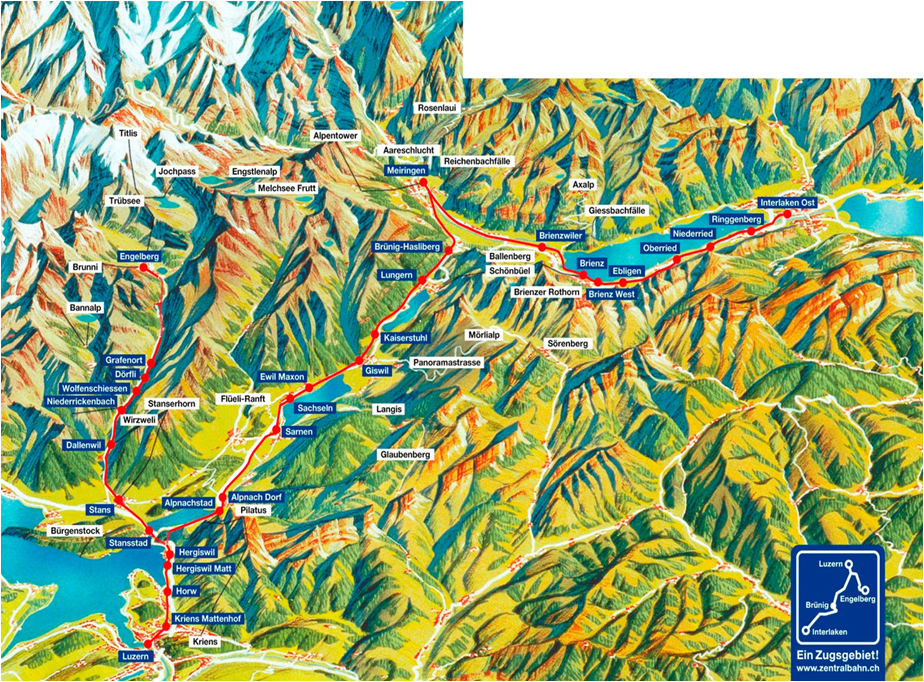 Rosenlaui
Titlis
Alpentower
Aareschlucht
Reichenbachfälle
Jochpass
Engstlenalp
Meiringen
Melchsee Frutt
Axalp
Trübsee
Interlaken Ost
Giessbachfälle
Ringgenberg
Niederried
Brienzwiler
Oberried
Brünig-Hasliberg
Engelberg
Ballenberg
Brunni
Brienz
Schönbüel
Ebligen
Lungern
Brienzer Rothorn
Brienz West
Bannalp
Mörlialp
Kaiserstuhl
Sörenberg
Grafenort
Panoramastrasse
Giswil
Dörfli
Ewil Maxon
Wolfenschiessen
Niederrickenbach
Stanserhorn
Flüeli-Ranft
Sachseln
Langis
Wirzweli
Sarnen
Dallenwil
Glaubenberg
Alpnach Dorf
Alpnachstad
Stans
Pilatus
Bürgenstock
Stansstad
Hergiswil
Hergiswil Matt
Horw
Kriens Mattenhof
Kriens
Luzern
Luzern
Engelberg
Brünig
Interlaken
Ein Zugsgebiet!
www.zentralbahn.ch